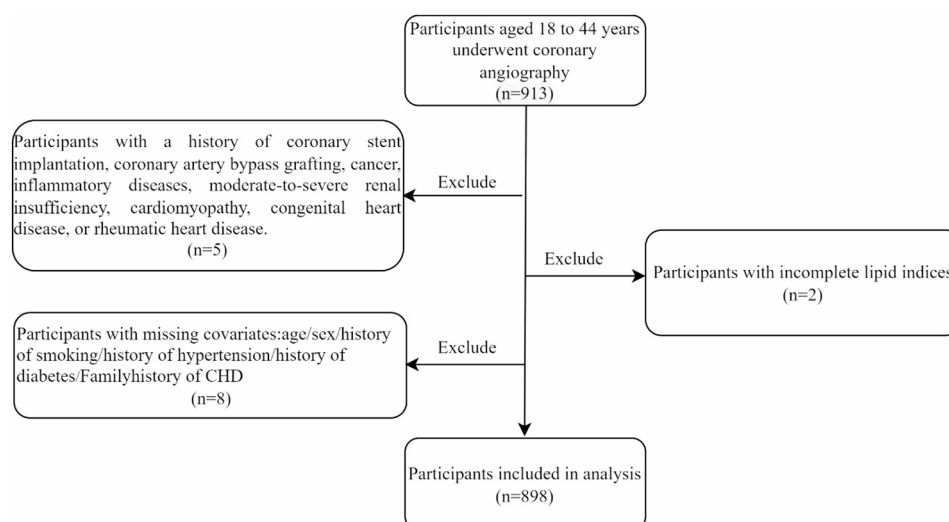 Participants aged 18 to 44 years
underwent coronary
angiography
(n=913)
Participants with a history of coronary stent
implantation, coronary artery bypass grafting, cancer,
inflammatory diseases, moderate-to-severe renal
insufficiency, cardiomyopathy, congenital heart
disease, or rheumatic heart disease.
(n=5)
Exclude
Exclude
Participants with incomplete lipid indices
(n=2)
Participants with missing covariates:age/sex/history
of smoking/history of hypertension/history of
diabetes/Familyhistory of CHD
(n=8)
Exclude
Participants included in analysis
(n=898)